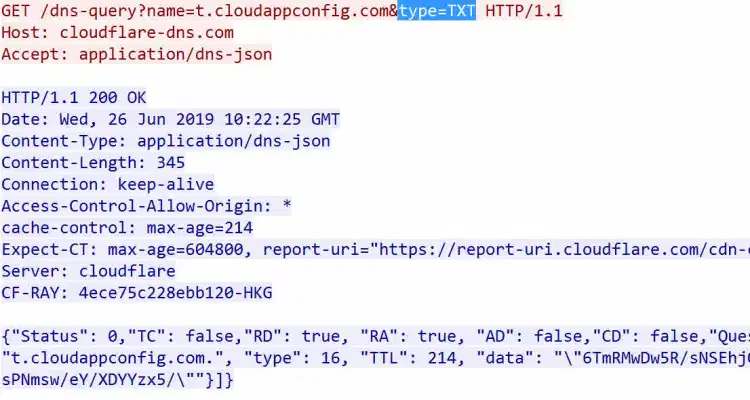 GET /dns-query?name=t.cloudappconfig.com&type=TXT HTTP/1.1
Host: cloudflare-dns.com
Accept: application/dns-json
HTTP/1.1 200 OK
Date: Wed, 26 Jun 2019 10:22:25 GMT
Content-Type: application/dns-json
Content-Length: 345
Connection: keep-alive
Access-Control-Allow-Origin: *
cache-control: max-age=214
Expect-CT: max-age=604800, report-uri="https://report-uri.cloudflare.com/cdn-c
Server: cloudflare
CF-RAY: 4ece75c228ebb120-HKG
{"Status": 0,"TC": false,"RD": true, "RA": true, "AD": false,"CD": false,"Ques
"t.cloudappconfig.com.", "type": 16, "TTL": 214, "data": "\"6TmRMwDw5R/sNSEhj
sPNmsw/eY/XDYYzx5/\""}]}